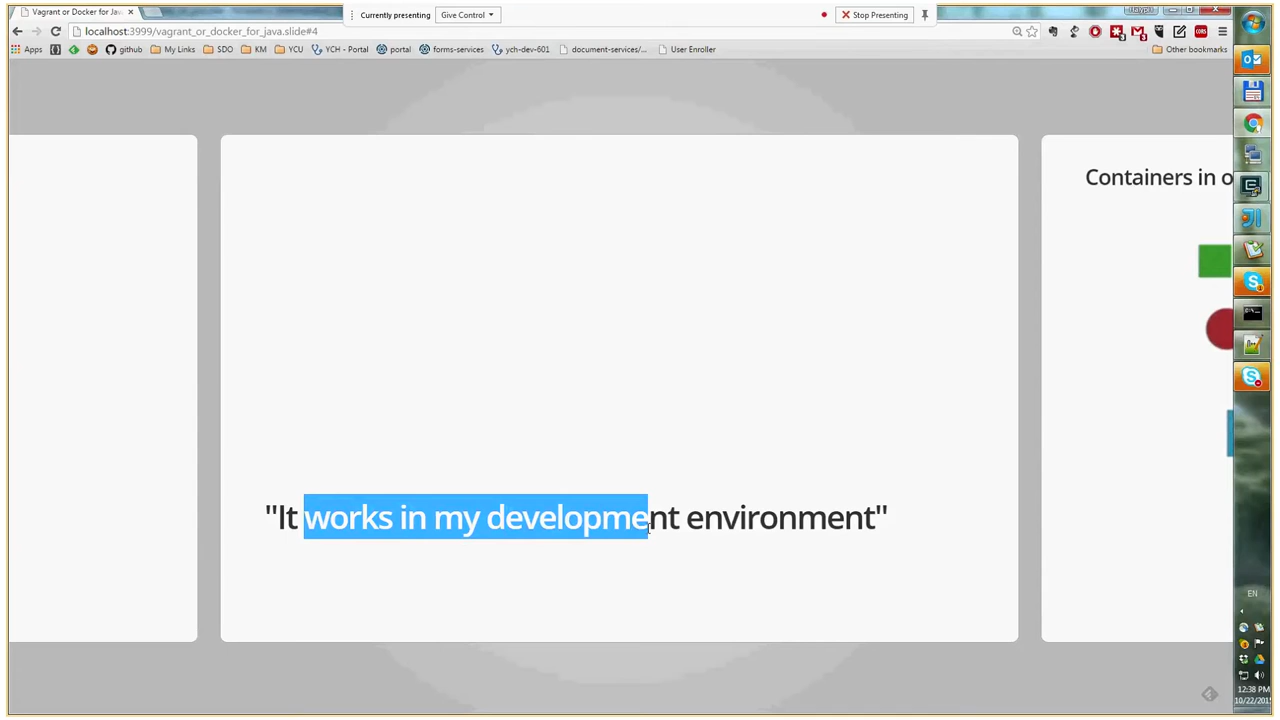 Vagrant or Docker for Jav
Currently presenting
Give Control
Stop Presenting
localhost:3999/vagrant_or_docker_for_java.slide#4
Apps
github
My Links
SDO
KM
YCU
YCH - Portal
portal
forms-services
ych-dev-601
document-services/...
User Enroller
Other bookmarks
Containers in o
"It works in my development environment"
EN
12:38 PM
10/22/201